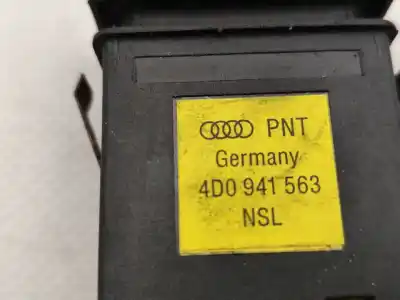 PNT
Germany
4D0 941 563
NSL